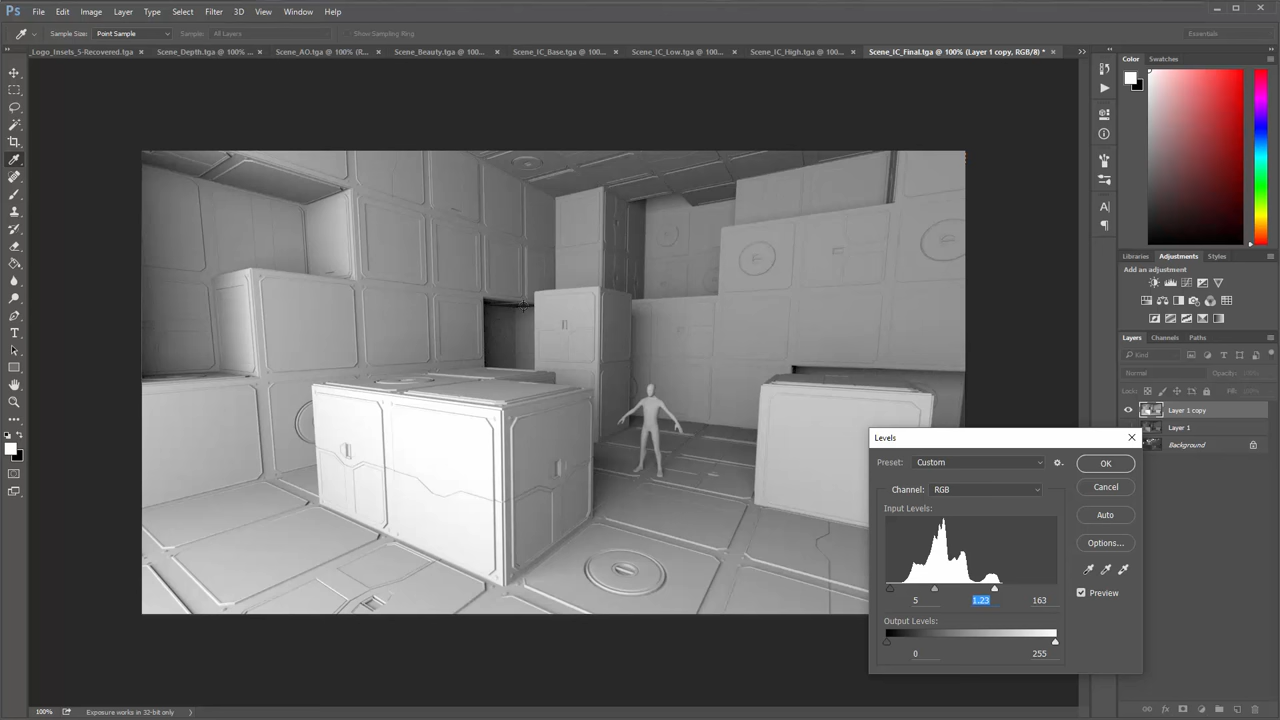 Ps File Edit Image Layer Type Select Filter 3D View Window Help
Sample Size: Point Sample Sample: All Layers Show Sampling Ring Essentials
_Logo_Insets_5-Recovered.tga × Scene_Depth.tga @ 100% ... × Scene_AO.tga @ 100% (R... × Scene_Beauty.tga @ 100%... × Scene_IC_Base.tga @ 100... × Scene_IC_Low.tga @ 100... × Scene_IC_High.tga @ 100... × Scene_IC_Final.tga @ 100% (Layer 1 copy, RGB/8) * ×
Color Swatches
Libraries Adjustments Styles
Add an adjustment
Layers Channels Paths
Kind
Normal Opacity: 100%
Lock: Fill: 100%
Layer 1 copy
Layer 1
Background
Levels
Preset: Custom OK
Channel: RGB Cancel
Input Levels: Auto
Options...
Preview
5 1.23 163
Output Levels:
0 255
100% Exposure works in 32-bit only